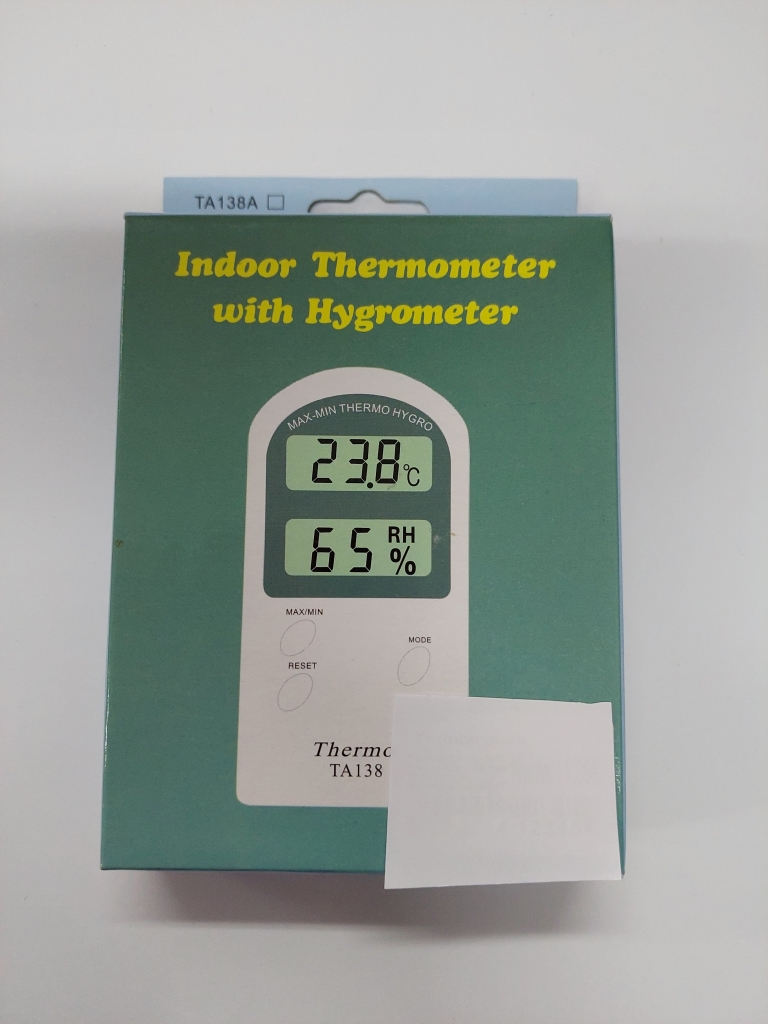 TA138A
Indoor Thermometer
with Hygrometer
MAX-MIN THERMO HYGRO
23.8°C
65 RH
%
MAX/MIN
MODE
RESET
Thermo
TA138